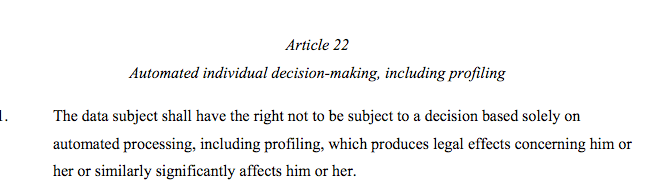 Article 22
Automated individual decision-making, including profiling
1. The data subject shall have the right not to be subject to a decision based solely on
automated processing, including profiling, which produces legal effects concerning him or
her or similarly significantly affects him or her.